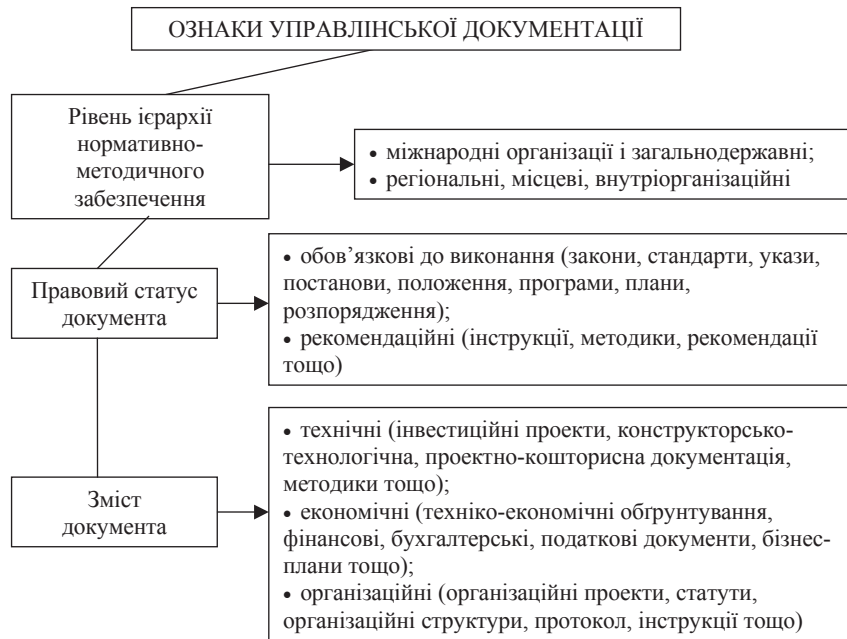 ОЗНАКИ УПРАВЛІНСЬКОЇ ДОКУМЕНТАЦІЇ
Рівень ієрархії
нормативно-
методичного
забезпечення
• міжнародні організації і загальнодержавні;
• регіональні, місцеві, внутріорганізаційні
Правовий статус
документа
• обов’язкові до виконання (закони, стандарти, укази,
постанови, положення, програми, плани,
розпорядження);
• рекомендаційні (інструкції, методики, рекомендації
тощо)
Зміст
документа
• технічні (інвестиційні проекти, конструкторсько-
технологічна, проектно-кошторисна документація,
методики тощо);
• економічні (техніко-економічні обґрунтування,
фінансові, бухгалтерські, податкові документи, бізнес-
плани тощо);
• організаційні (організаційні проекти, статути,
організаційні структури, протокол, інструкції тощо)